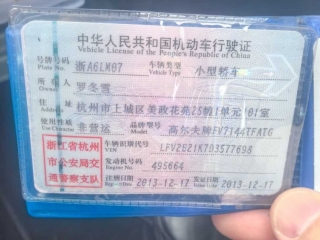 中华人民共和国机动车行驶证
Vehicle License of the People's Republic of China
号牌号码 浙A6LM07 车辆类型 小型轿车
Plate No. Vehicle Type
所有人 罗冬雪
住址 杭州市上城区美政花苑25幢1单元101室
使用性质 非营运 品牌型号 高尔夫牌FV7144TFATG
Use Character Model
浙江省杭州
市公安局交
通警察支队
车辆识别代号 LFV2B21K7D3577698
VIN
发动机号码 495664
Engine No.
注册日期 2013-12-17 发证日期 2013-12-17